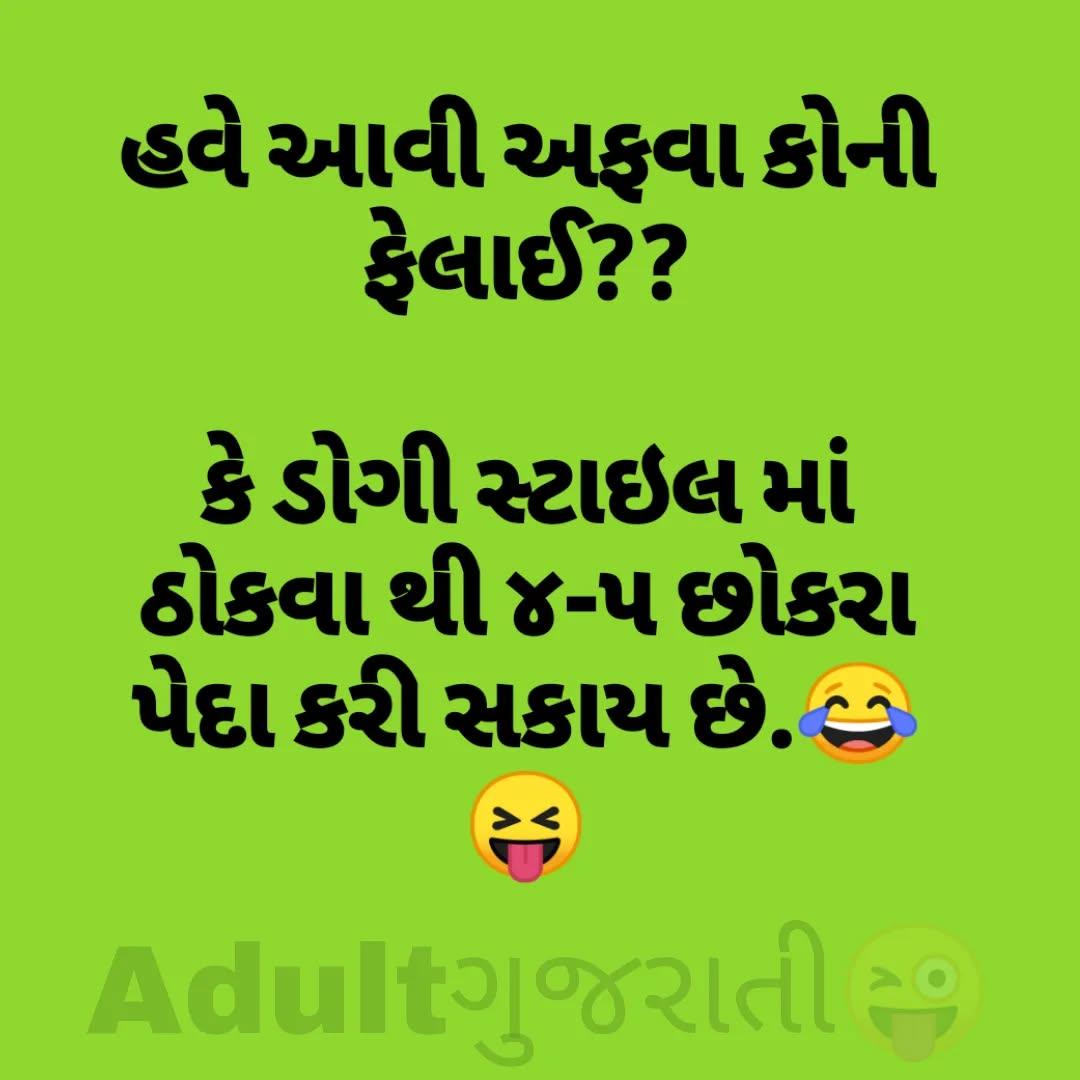 હવે આવી અફવા કોની
ફેલાઈ??
કે ડોગી સ્ટાઇલ માં
ઠોકવા થી ૪-૫ છોકરા
પેદા કરી સકાય છે.😂
😝
Adultગુજરાતી😜